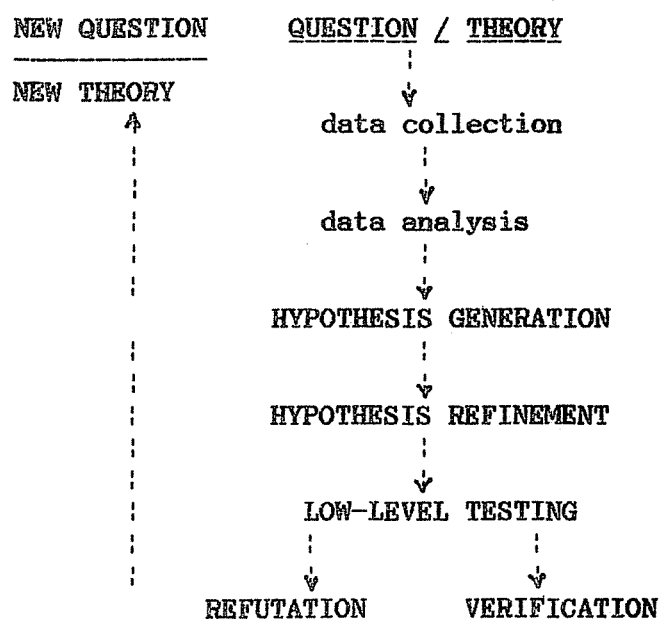 NEW QUESTION
NEW THEORY
QUESTION / THEORY
data collection
data analysis
HYPOTHESIS GENERATION
HYPOTHESIS REFINEMENT
LOW-LEVEL TESTING
REFUTATION
VERIFICATION